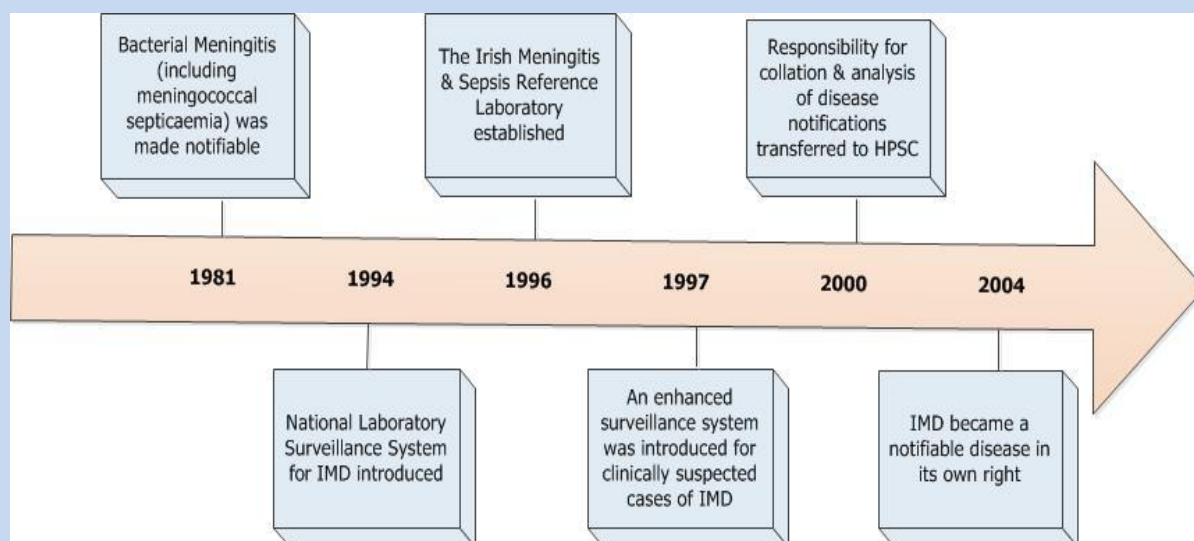 Bacterial Meningitis
(including
meningococcal
septicaemia) was
made notifiable
The Irish Meningitis
& Sepsis Reference
Laboratory
established
Responsibility for
collation & analysis
of disease
notifications
transferred to HPSC
1981
1994
1996
1997
2000
2004
National Laboratory
Surveillance System
for IMD introduced
An enhanced
surveillance system
was introduced for
clinically suspected
cases of IMD
IMD became a
notifiable disease in
its own right